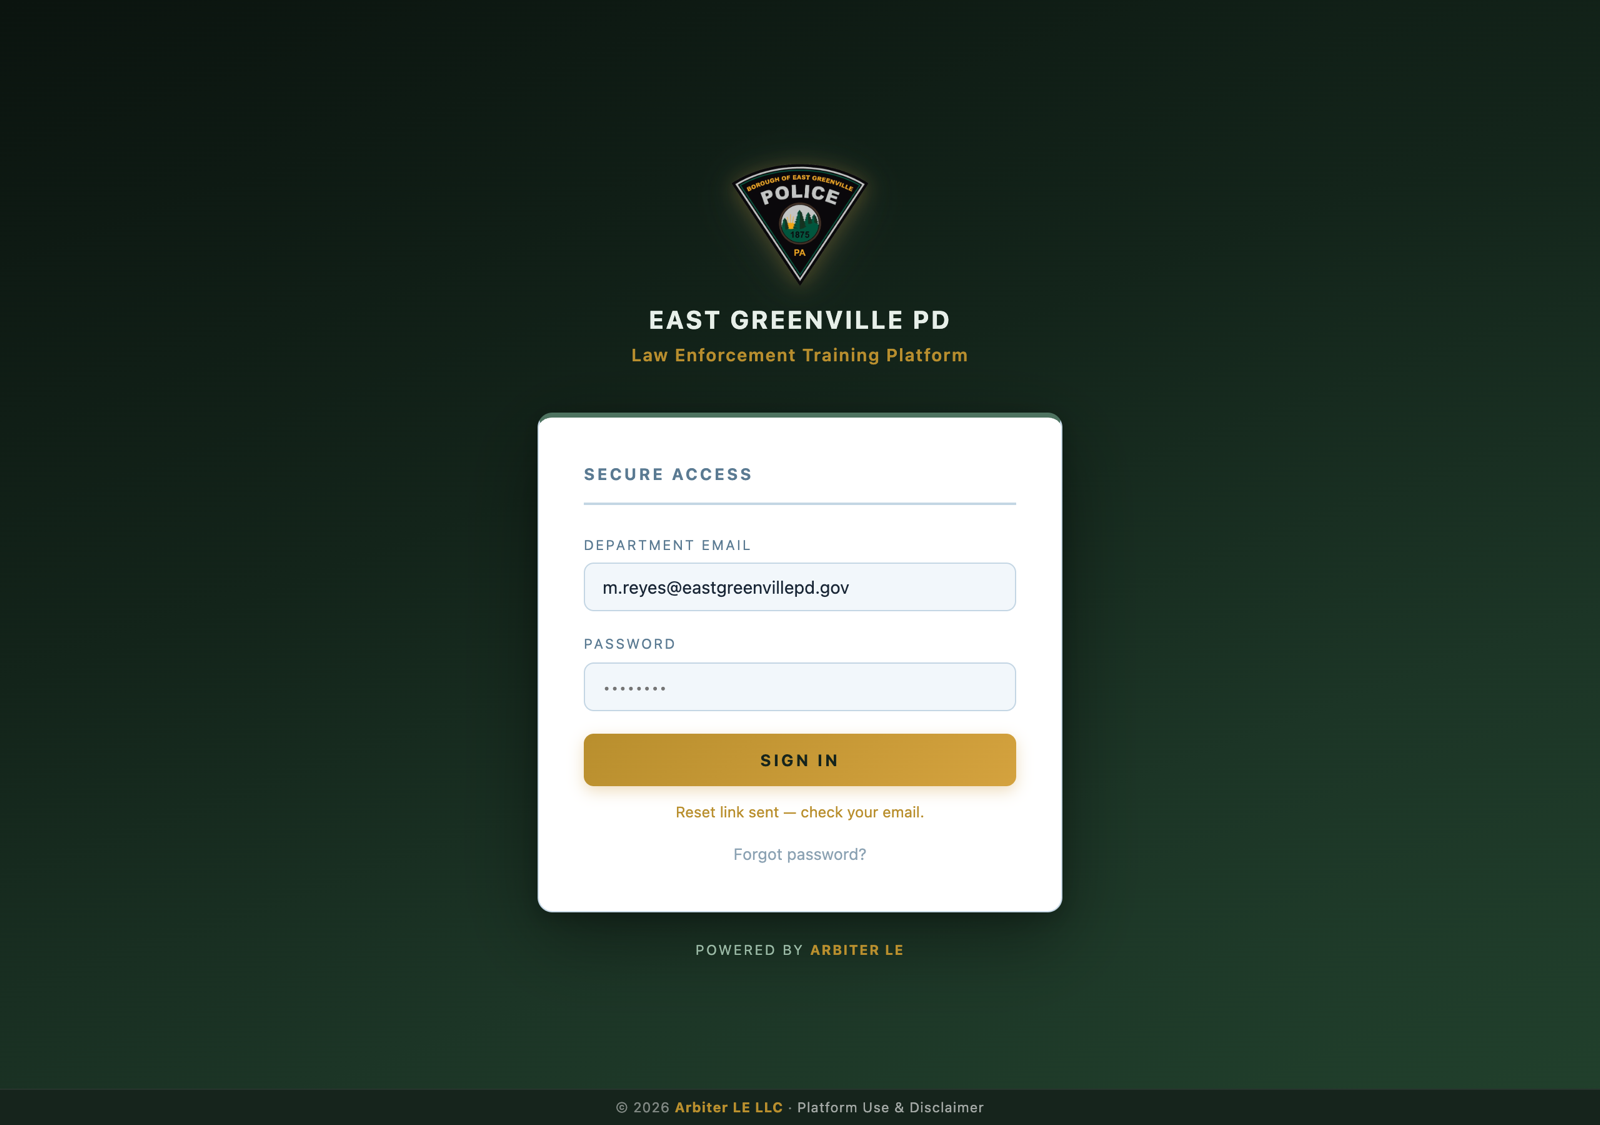 BOROUGH OF EAST GREENVILLE
POLICE
1875
PA
EAST GREENVILLE PD
Law Enforcement Training Platform
SECURE ACCESS
DEPARTMENT EMAIL
m.reyes@eastgreenvillepd.gov
PASSWORD
••••••••
SIGN IN
Reset link sent — check your email.
Forgot password?
POWERED BY ARBITER LE
© 2026 Arbiter LE LLC · Platform Use & Disclaimer